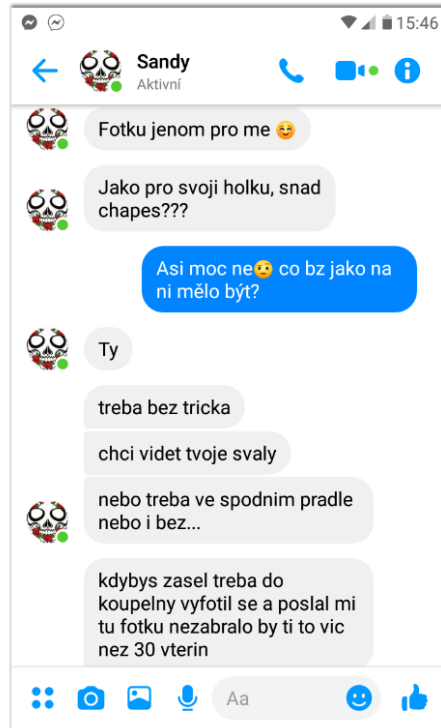 15:46
Sandy
Aktivní
Fotku jenom pro me 😊
Jako pro svoji holku, snad
chapes???
Asi moc ne🤨 co bz jako na
ni mělo být?
Ty
treba bez tricka
chci videt tvoje svaly
nebo treba ve spodnim pradle
nebo i bez...
kdybys zasel treba do
koupelny vyfotil se a poslal mi
tu fotku nezabralo by ti to vic
nez 30 vterin
Aa